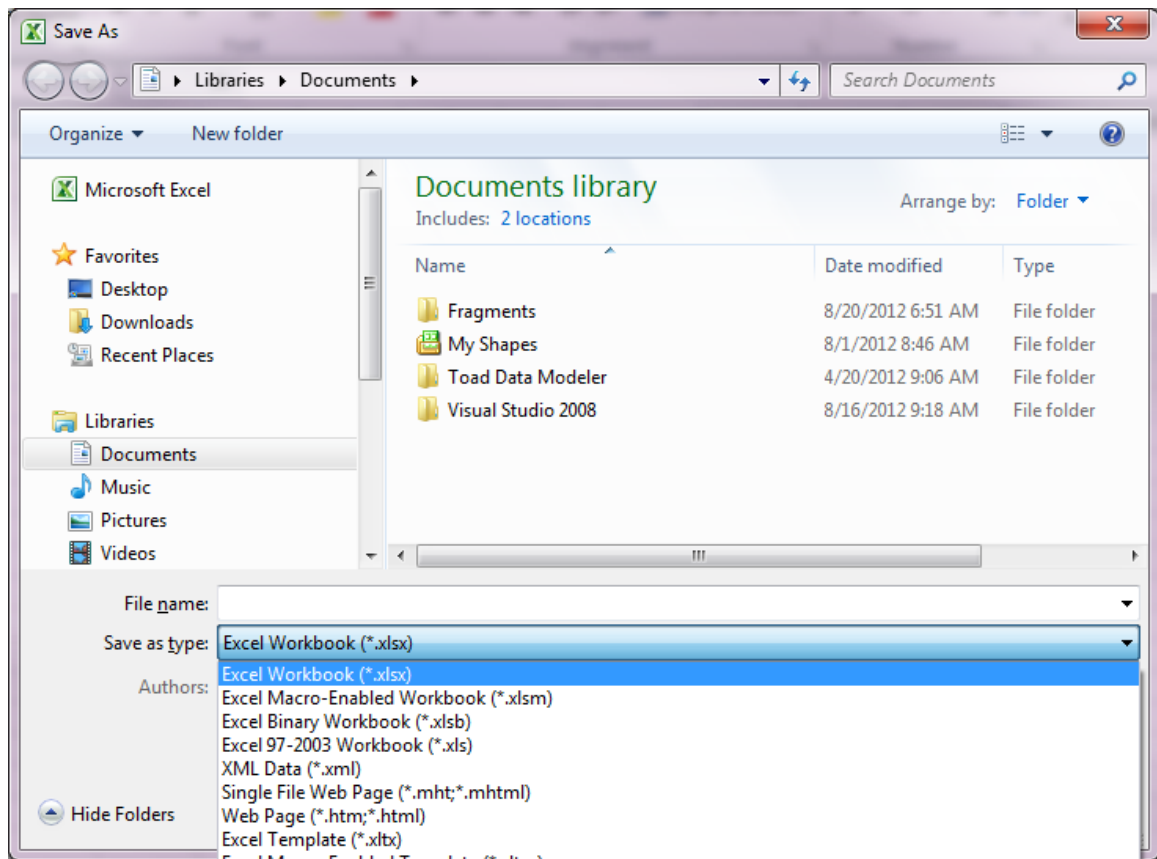 Save As
Libraries Documents
Search Documents
Organize New folder
Microsoft Excel
Favorites
Desktop
Downloads
Recent Places
Libraries
Documents
Music
Pictures
Videos
Documents library
Includes: 2 locations
Arrange by: Folder
Name Date modified Type
Fragments 8/20/2012 6:51 AM File folder
My Shapes 8/1/2012 8:46 AM File folder
Toad Data Modeler 4/20/2012 9:06 AM File folder
Visual Studio 2008 8/16/2012 9:18 AM File folder
File name:
Save as type: Excel Workbook (*.xlsx)
Authors:
Excel Workbook (*.xlsx)
Excel Macro-Enabled Workbook (*.xlsm)
Excel Binary Workbook (*.xlsb)
Excel 97-2003 Workbook (*.xls)
XML Data (*.xml)
Single File Web Page (*.mht;*.mhtml)
Web Page (*.htm;*.html)
Excel Template (*.xltx)
Hide Folders